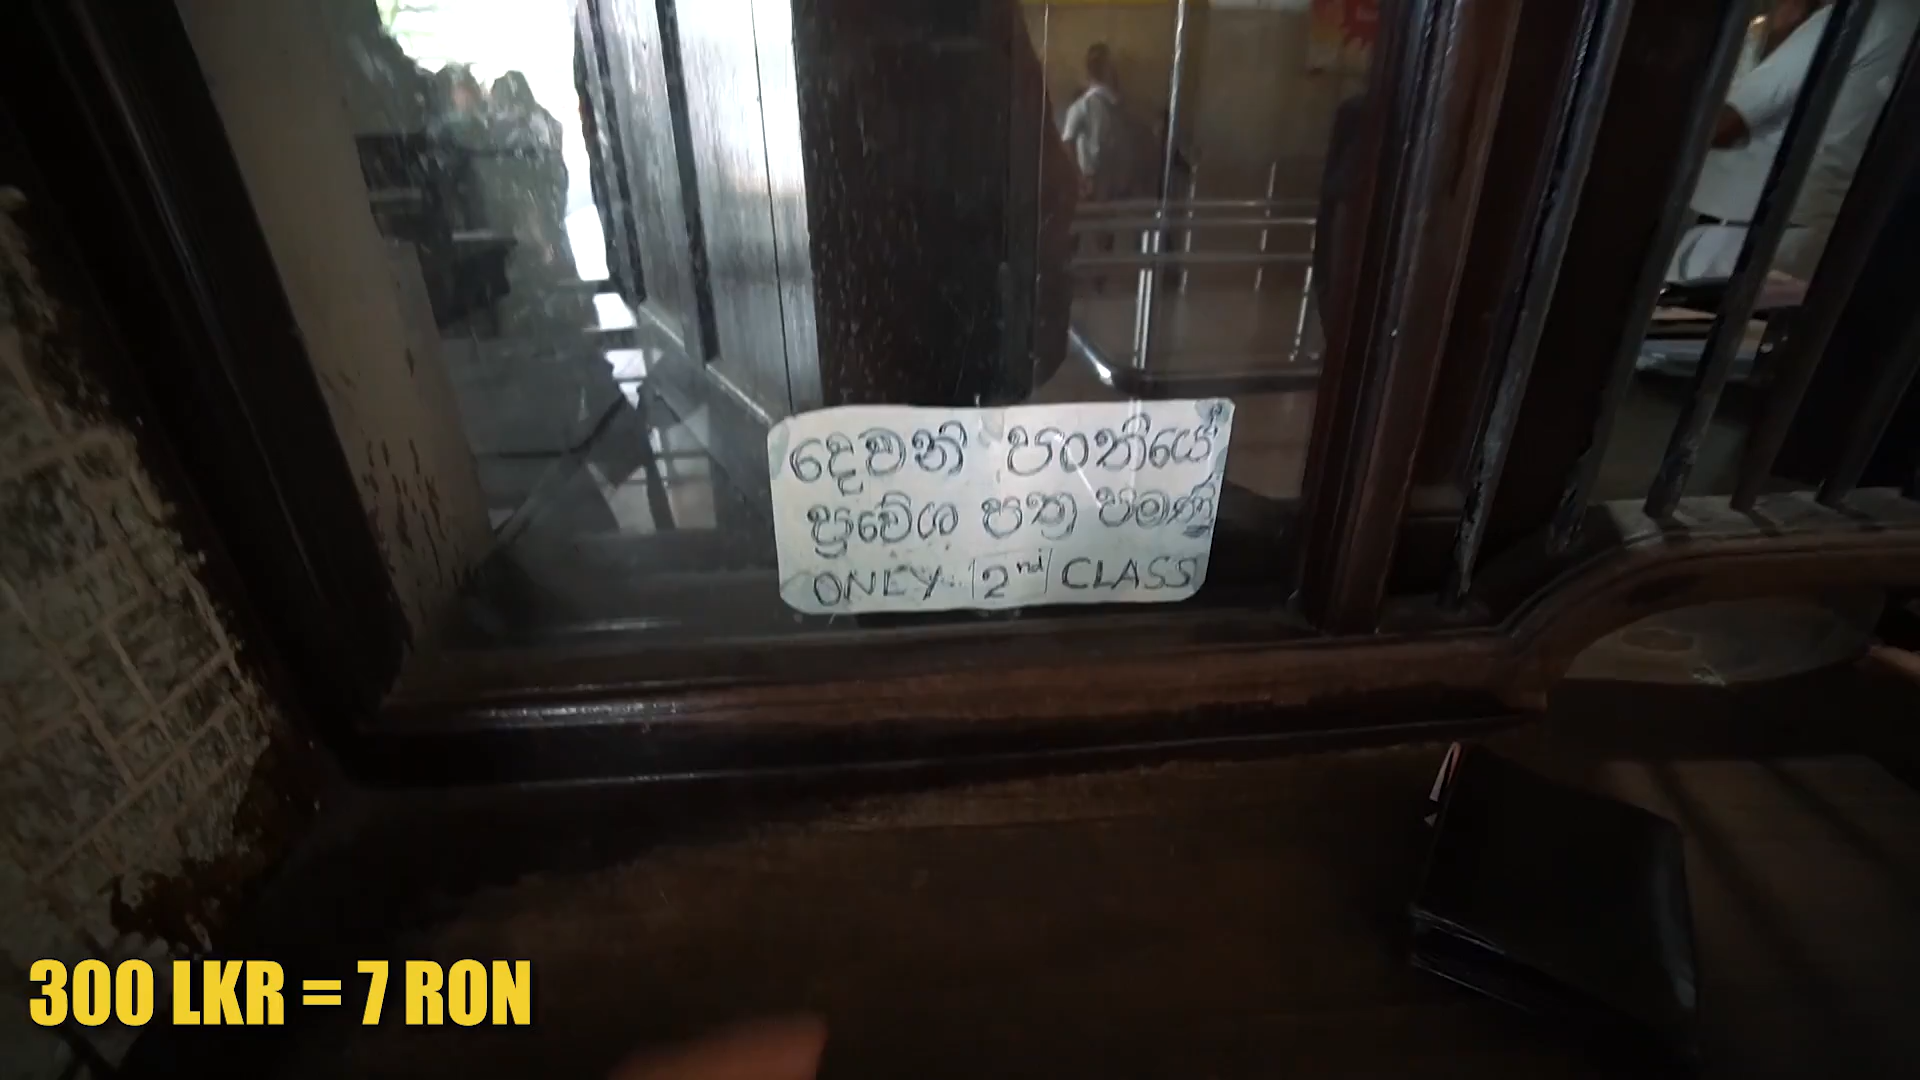 දෙවනි පංතියේ
ප්‍රවේශ පත්‍ර පමණි
ONLY 2nd CLASS
300 LKR = 7 RON